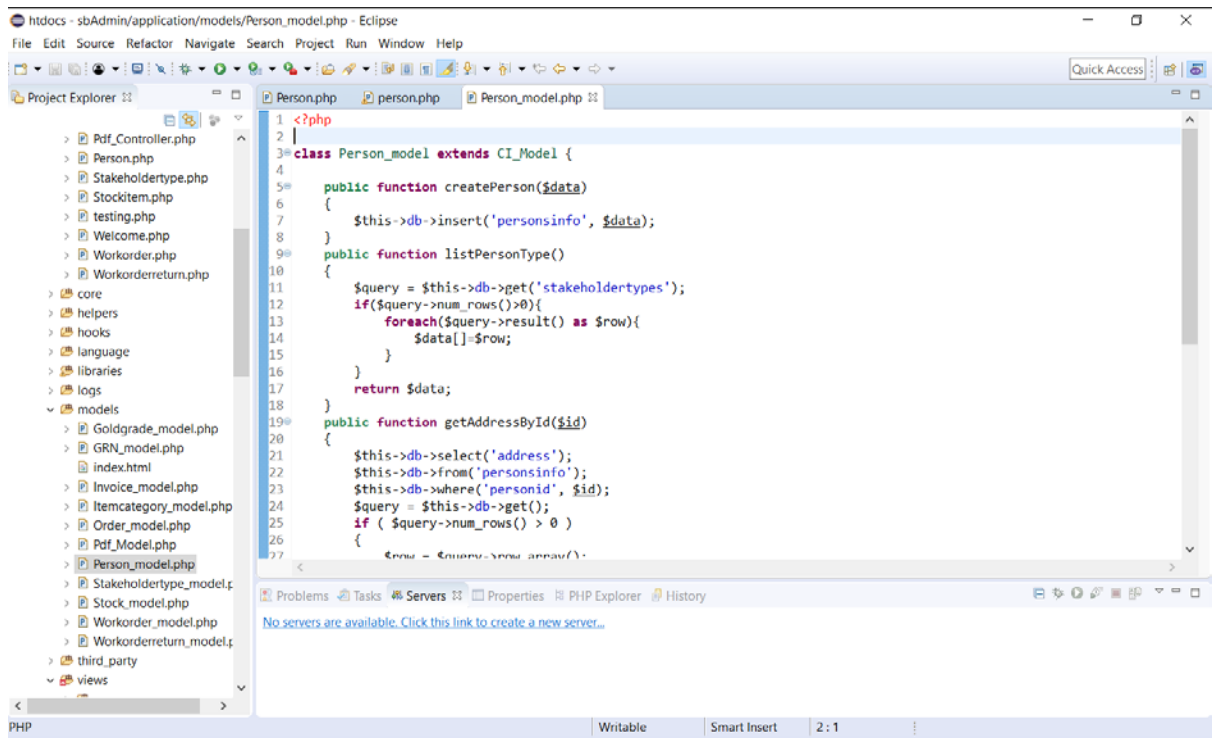 htdocs - sbAdmin/application/models/Person_model.php - Eclipse
File Edit Source Refactor Navigate Search Project Run Window Help
Quick Access
Project Explorer
Pdf_Controller.php
Person.php
Stakeholdertype.php
Stockitem.php
testing.php
Welcome.php
Workorder.php
Workorderreturn.php
core
helpers
hooks
language
libraries
logs
models
Goldgrade_model.php
GRN_model.php
index.html
Invoice_model.php
Itemcategory_model.php
Order_model.php
Pdf_Model.php
Person_model.php
Stakeholdertype_model.p
Stock_model.php
Workorder_model.php
Workorderreturn_model.p
third_party
views
Person.php person.php Person_model.php
1 <?php
2
3 class Person_model extends CI_Model {
4
5 public function createPerson($data)
6 {
7 $this->db->insert('personsinfo', $data);
8 }
9 public function listPersonType()
10 {
11 $query = $this->db->get('stakeholdertypes');
12 if($query->num_rows()>0){
13 foreach($query->result() as $row){
14 $data[]=$row;
15 }
16 }
17 return $data;
18 }
19 public function getAddressById($id)
20 {
21 $this->db->select('address');
22 $this->db->from('personsinfo');
23 $this->db->where('personid', $id);
24 $query = $this->db->get();
25 if ( $query->num_rows() > 0 )
26 {
27 $row = $query->row_array();
Problems Tasks Servers Properties PHP Explorer History
No servers are available. Click this link to create a new server...
PHP Writable Smart Insert 2 : 1